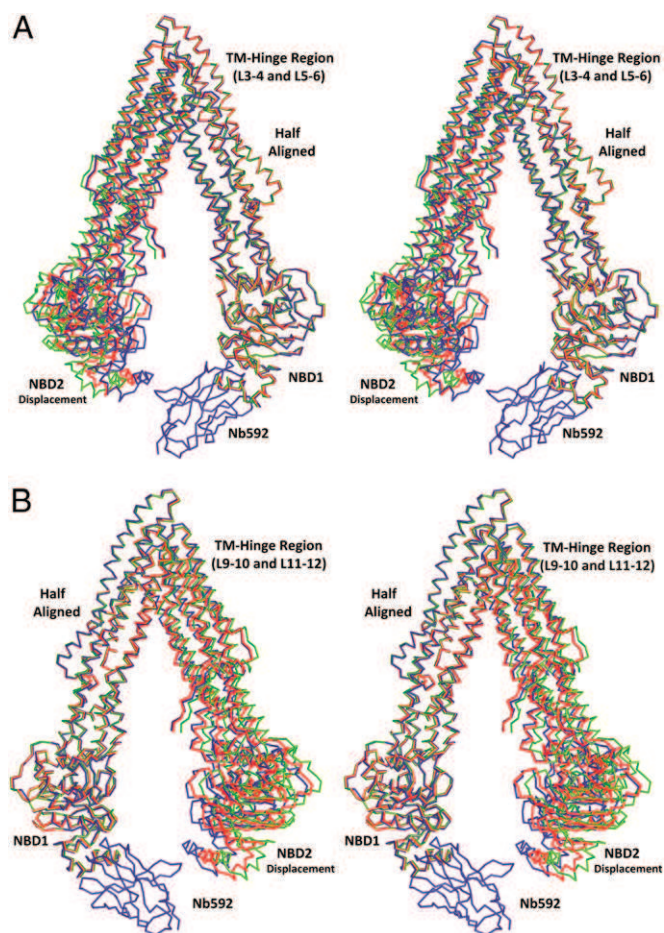 A
TM-Hinge Region
(L3-4 and L5-6)
Half
Aligned
NBD2
Displacement
NBD1
Nb592
TM-Hinge Region
(L3-4 and L5-6)
Half
Aligned
NBD2
Displacement
NBD1
Nb592
B
TM-Hinge Region
(L9-10 and L11-12)
Half
Aligned
NBD1
NBD2
Displacement
Nb592
TM-Hinge Region
(L9-10 and L11-12)
Half
Aligned
NBD1
NBD2
Displacement
Nb592